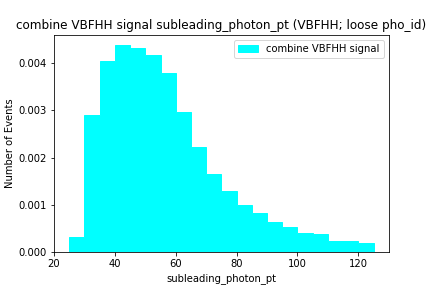 combine VBFHH signal subleading_photon_pt (VBFHH; loose pho_id)
combine VBFHH signal
Number of Events
0.004
0.003
0.002
0.001
0.000
20 40 60 80 100 120
subleading_photon_pt